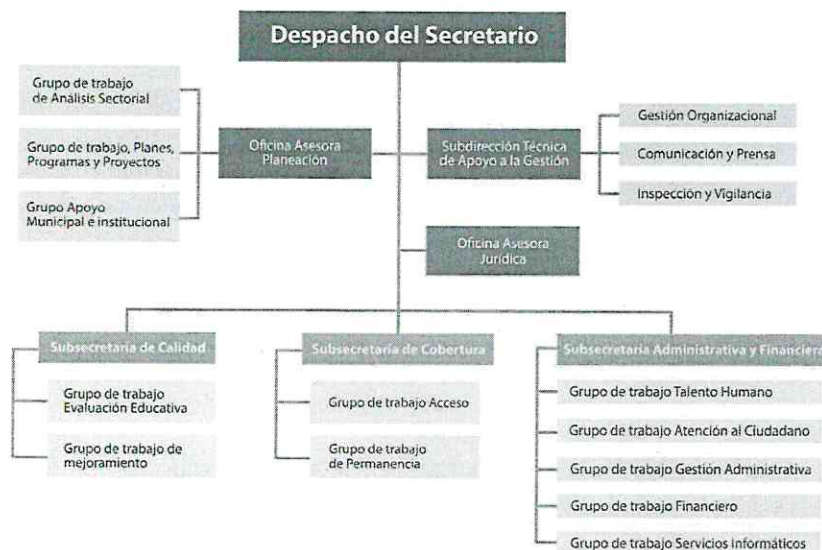 Despacho del Secretario
Grupo de trabajo
de Análisis Sectorial
Grupo de trabajo, Planes,
Programas y Proyectos
Grupo Apoyo
Municipal e institucional
Oficina Asesora
Planeación
Subdirección Técnica
de Apoyo a la Gestión
Gestión Organizacional
Comunicación y Prensa
Inspección y Vigilancia
Oficina Asesora
Jurídica
Subsecretaría de Calidad
Grupo de trabajo
Evaluación Educativa
Grupo de trabajo de
mejoramiento
Subsecretaría de Cobertura
Grupo de trabajo Acceso
Grupo de trabajo
de Permanencia
Subsecretaría Administrativa y Financiera
Grupo de trabajo Talento Humano
Grupo de trabajo Atención al Ciudadano
Grupo de trabajo Gestión Administrativa
Grupo de trabajo Financiero
Grupo de trabajo Servicios Informáticos